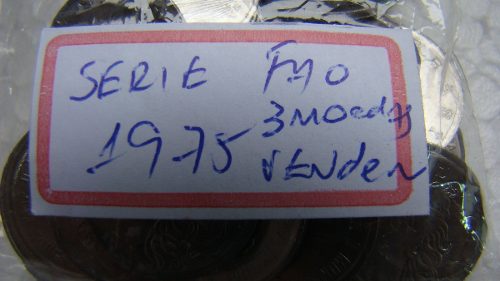 SERIE FAO
1975 3 MOedas
VENDER